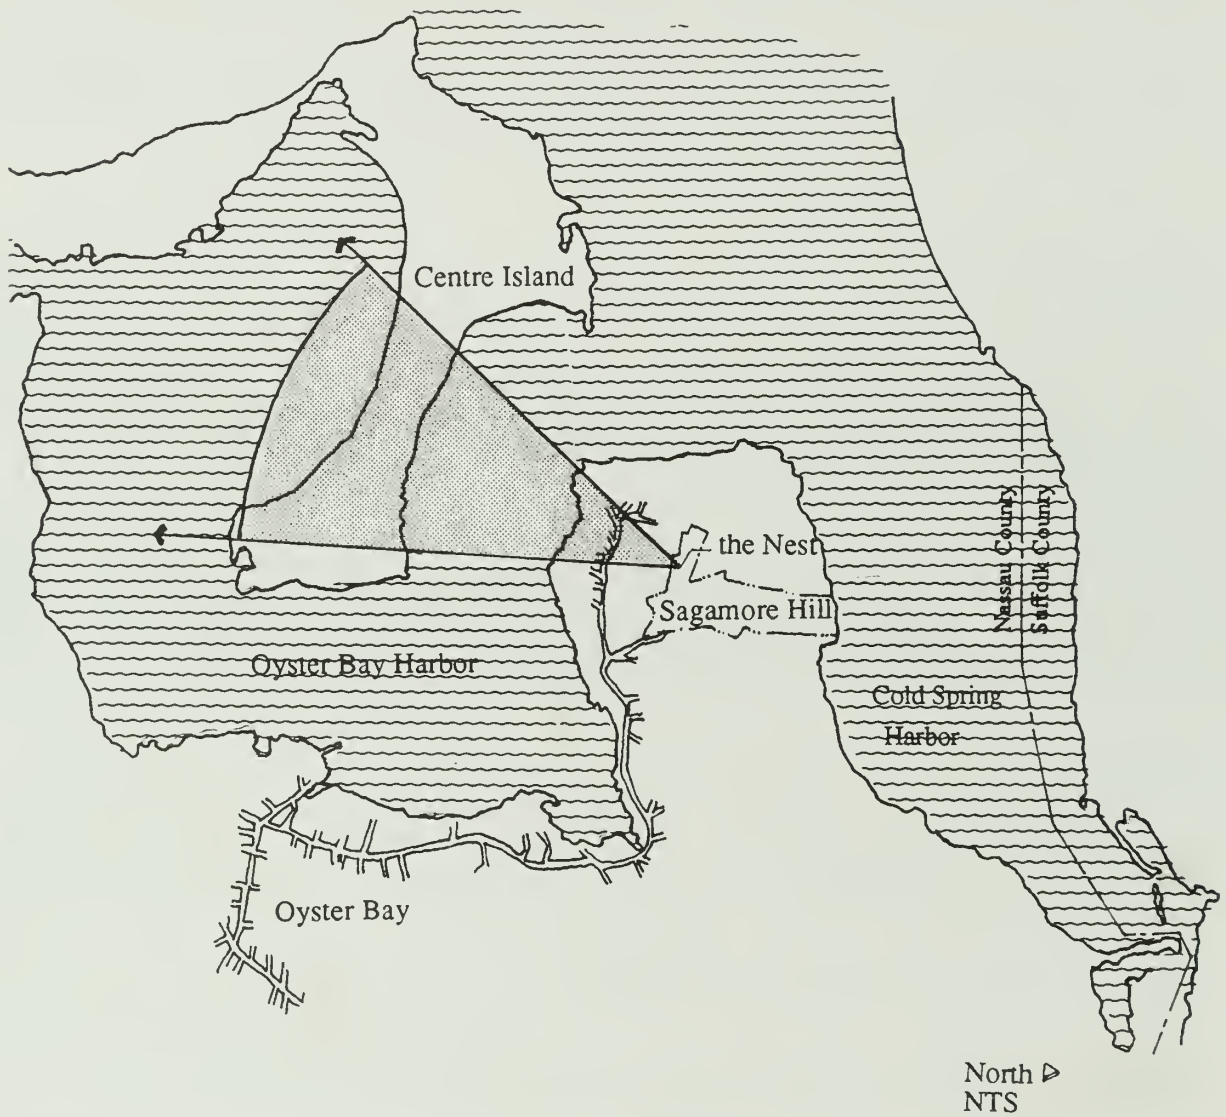 Centre Island
the Nest
Nassau County
Suffolk County
Sagamore Hill
Oyster Bay Harbor
Cold Spring
Harbor
Oyster Bay
North
NTS